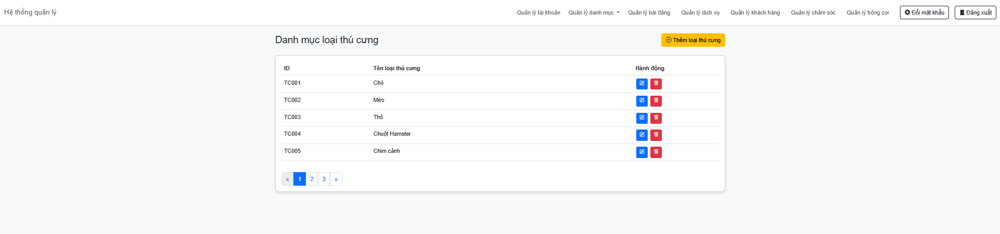 Hệ thống quản lý
Quản lý tài khoản Quản lý danh mục Quản lý bài đăng Quản lý dịch vụ Quản lý khách hàng Quản lý chăm sóc Quản lý trông coi Đổi mật khẩu Đăng xuất
Danh mục loại thú cưng
Thêm loại thú cưng
ID Tên loại thú cưng Hành động
TC001 Chó
TC002 Mèo
TC003 Thỏ
TC004 Chuột Hamster
TC005 Chim cảnh
« 1 2 3 »